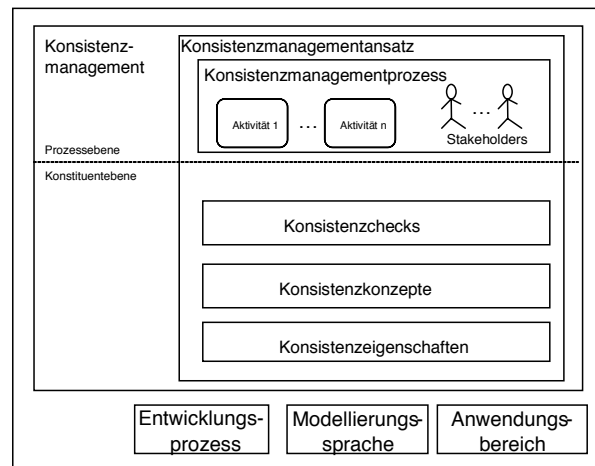 Konsistenz-
management
Konsistenzmanagementansatz
Konsistenzmanagementprozess
Aktivität 1
...
Aktivität n
...
Stakeholders
Prozessebene
Konstituentebene
Konsistenzchecks
Konsistenzkonzepte
Konsistenzeigenschaften
Entwicklungs-
prozess
Modellierungs-
sprache
Anwendungs-
bereich